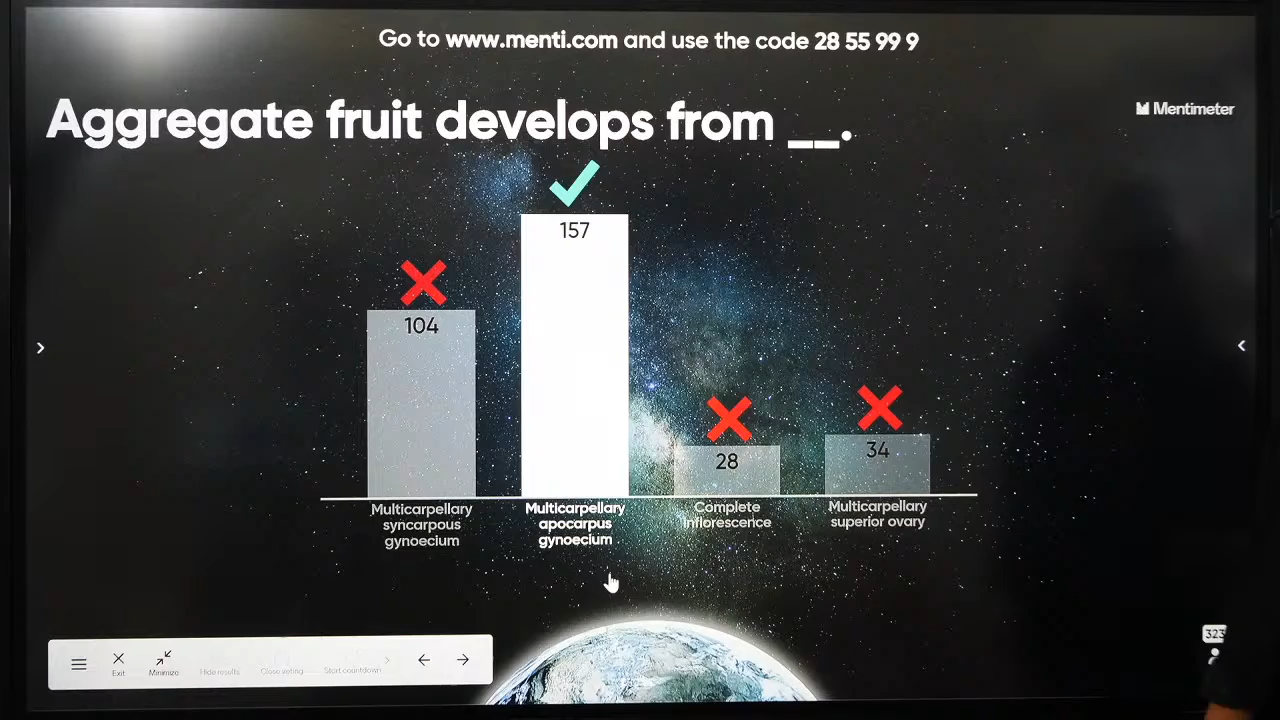 Go to www.menti.com and use the code 28 55 99 9
Aggregate fruit develops from __.
Mentimeter
157
104
28
34
Multicarpellary
syncarpous
gynoecium
Multicarpellary
apocarpus
gynoecium
Complete
inflorescence
Multicarpellary
superior ovary
Exit
Minimize
Hide results
Close voting
Start countdown
323